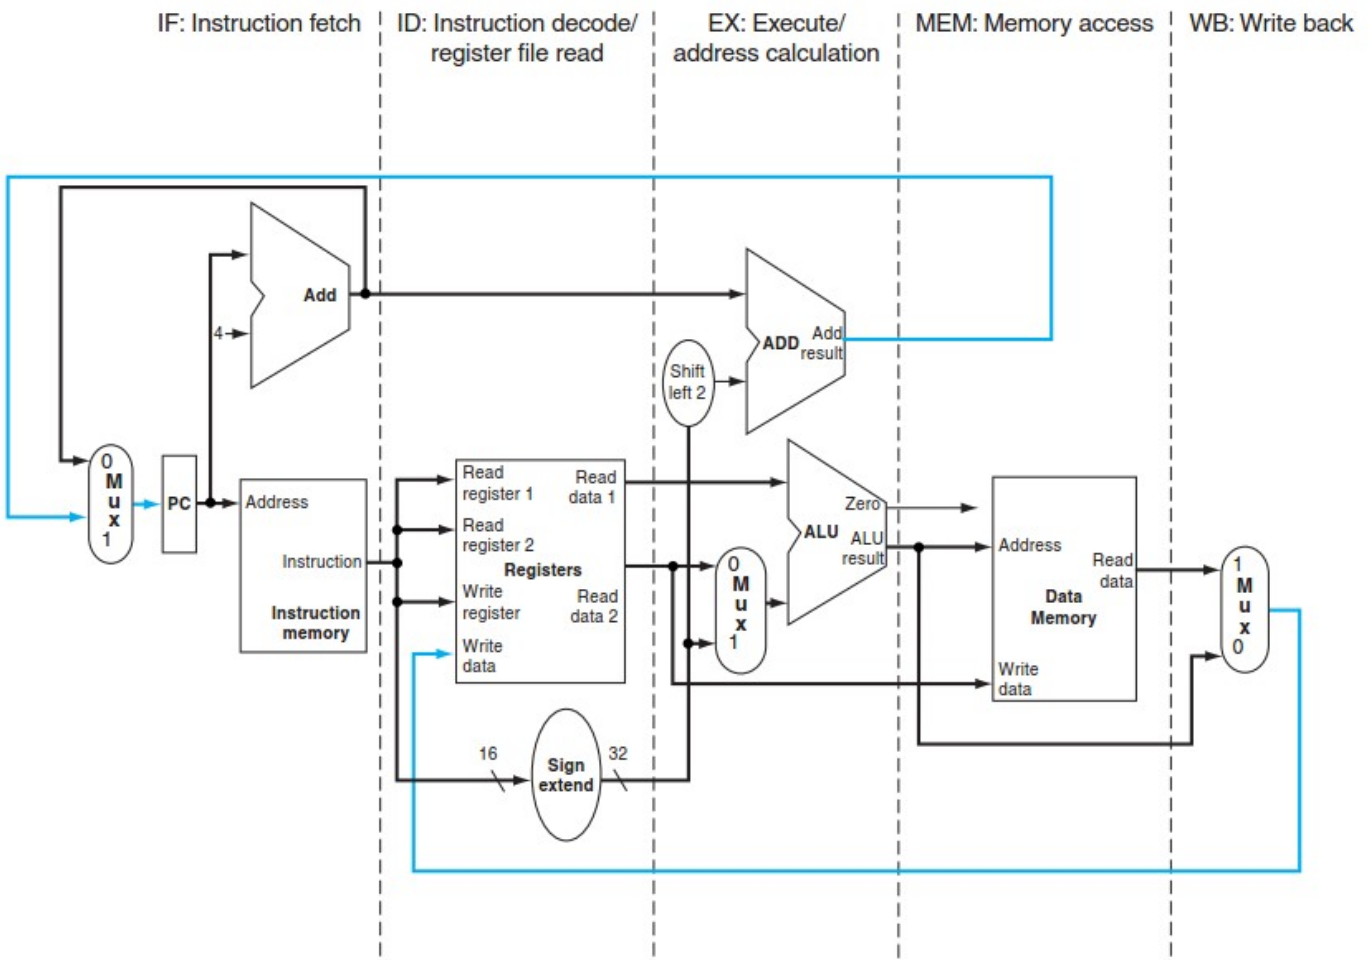 IF: Instruction fetch
ID: Instruction decode/
register file read
EX: Execute/
address calculation
MEM: Memory access
WB: Write back
Add
4
ADD
Add
result
Shift
left 2
0
M
u
x
1
PC
Address
Instruction
Instruction
memory
Read
register 1
Read
register 2
Write
register
Write
data
Registers
Read
data 1
Read
data 2
16
Sign
extend
32
0
M
u
x
1
ALU
Zero
ALU
result
Address
Data
Memory
Read
data
Write
data
1
M
u
x
0